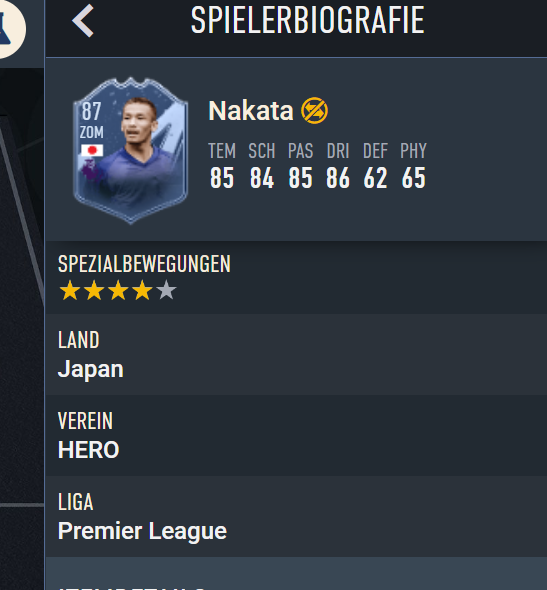 SPIELERBIOGRAFIE
87
ZOM
Nakata
TEM SCH PAS DRI DEF PHY
85 84 85 86 62 65
SPEZIALBEWEGUNGEN
LAND
Japan
VEREIN
HERO
LIGA
Premier League